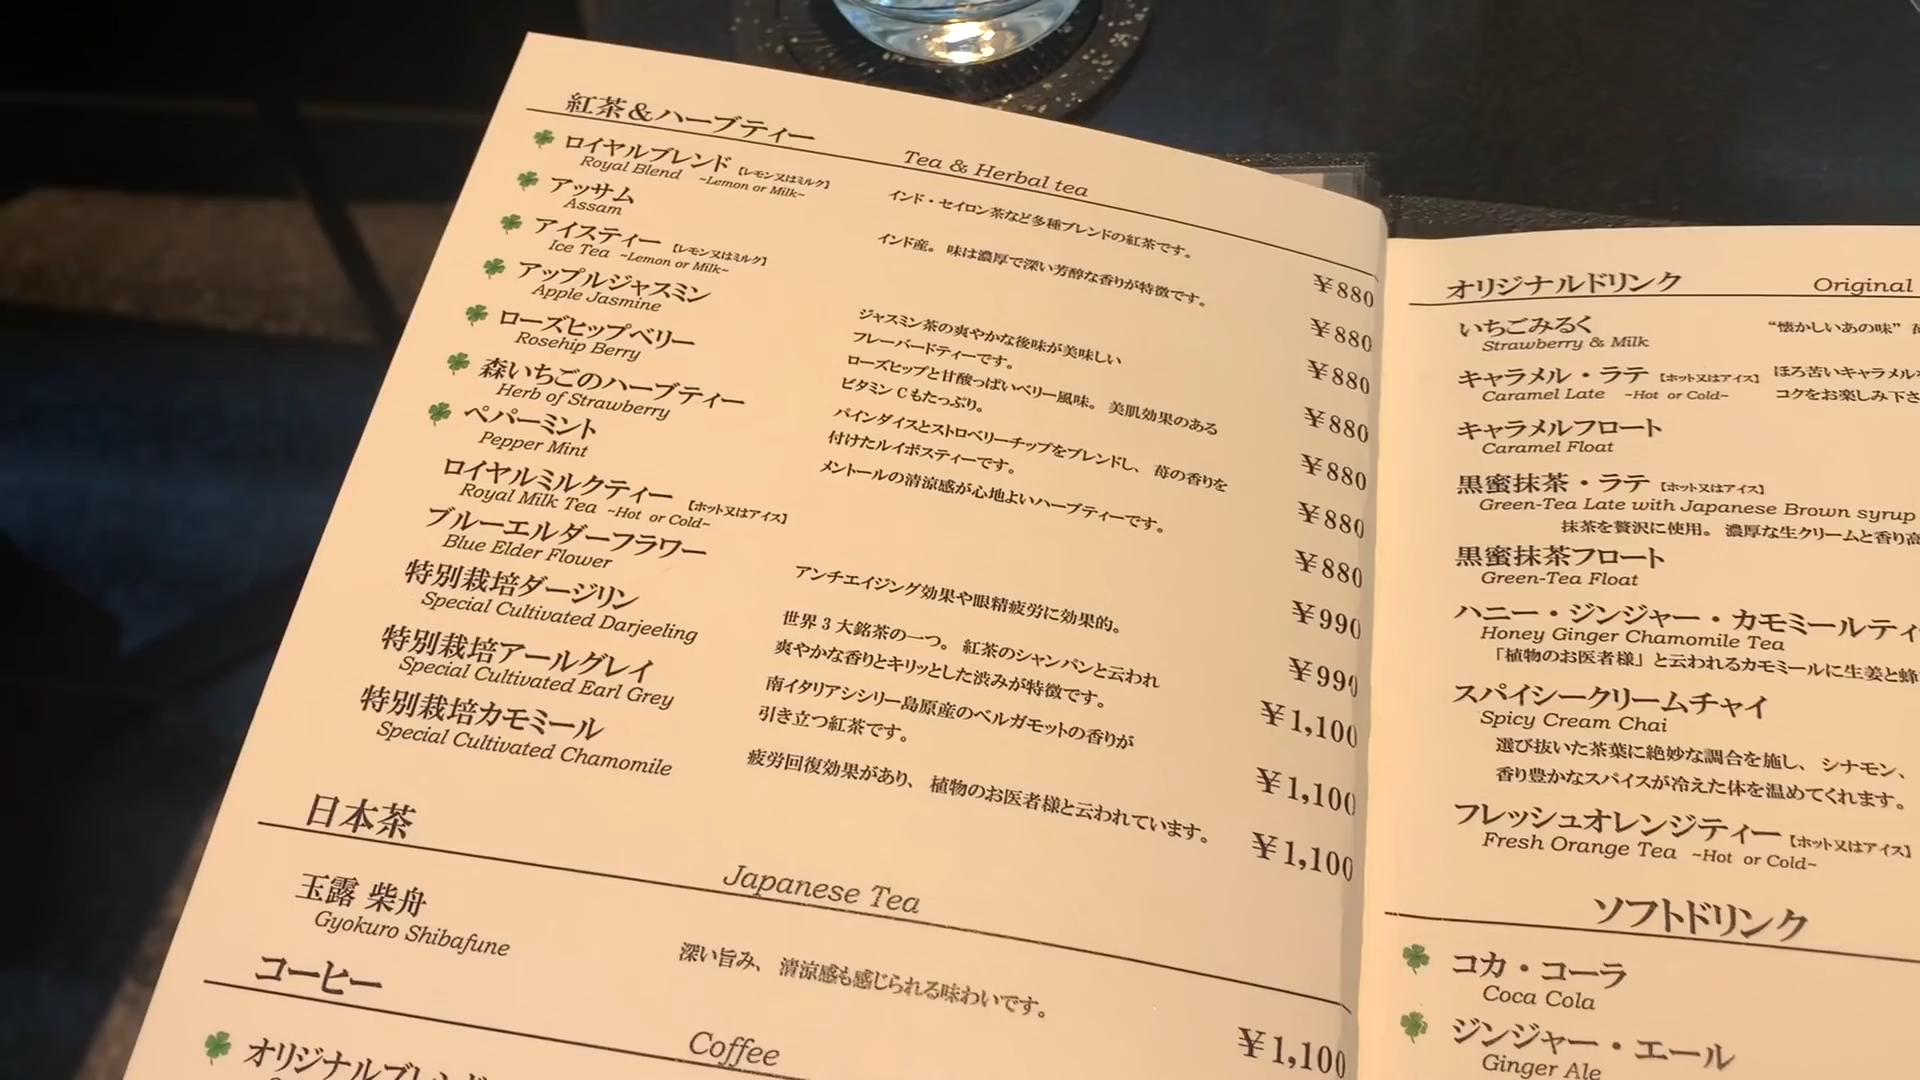 紅茶&ハーブティー
Tea & Herbal tea
ロイヤルブレンド 【レモン又はミルク】
Royal Blend ~Lemon or Milk~
インド・セイロン茶など多種ブレンドの紅茶です。
¥880
アッサム
Assam
インド産。味は濃厚で深い芳醇な香りが特徴です。
¥880
アイスティー 【レモン又はミルク】
Ice Tea ~Lemon or Milk~
¥880
アップルジャスミン
Apple Jasmine
ジャスミン茶の爽やかな後味が美味しい
フレーバードティーです。
¥880
ローズヒップベリー
Rosehip Berry
ローズヒップと甘酸っぱいベリー風味。美肌効果のある
ビタミンCもたっぷり。
¥880
森いちごのハーブティー
Herb of Strawberry
パインダイスとストロベリーチップをブレンドし、苺の香りを
付けたルイボスティーです。
¥880
ペパーミント
Pepper Mint
メントールの清涼感が心地よいハーブティーです。
¥880
ロイヤルミルクティー 【ホット又はアイス】
Royal Milk Tea ~Hot or Cold~
¥990
ブルーエルダーフラワー
Blue Elder Flower
アンチエイジング効果や眼精疲労に効果的。
¥990
特別栽培ダージリン
Special Cultivated Darjeeling
世界3大銘茶の一つ。紅茶のシャンパンと云われ
爽やかな香りとキリッとした渋みが特徴です。
¥1,100
特別栽培アールグレイ
Special Cultivated Earl Grey
南イタリアシシリー島原産のベルガモットの香りが
引き立つ紅茶です。
¥1,100
特別栽培カモミール
Special Cultivated Chamomile
疲労回復効果があり、植物のお医者様と云われています。
¥1,100
日本茶
Japanese Tea
玉露 柴舟
Gyokuro Shibafune
深い旨み、清涼感も感じられる味わいです。
¥1,100
コーヒー
Coffee
オリジナルブレンド
オリジナルドリンク
Original
いちごみるく
Strawberry & Milk
“懐かしいあの味”
キャラメル・ラテ 【ホット又はアイス】
Caramel Late ~Hot or Cold~
ほろ苦いキャラメル
コクをお楽しみ下さ
キャラメルフロート
Caramel Float
黒蜜抹茶・ラテ 【ホット又はアイス】
Green-Tea Late with Japanese Brown syrup
抹茶を贅沢に使用。濃厚な生クリームと香り高
黒蜜抹茶フロート
Green-Tea Float
ハニー・ジンジャー・カモミールティ
Honey Ginger Chamomile Tea
「植物のお医者様」と云われるカモミールに生姜と蜂
スパイシークリームチャイ
Spicy Cream Chai
選び抜いた茶葉に絶妙な調合を施し、シナモン、
香り豊かなスパイスが冷えた体を温めてくれます。
フレッシュオレンジティー 【ホット又はアイス】
Fresh Orange Tea ~Hot or Cold~
ソフトドリンク
コカ・コーラ
Coca Cola
ジンジャー・エール
Ginger Ale